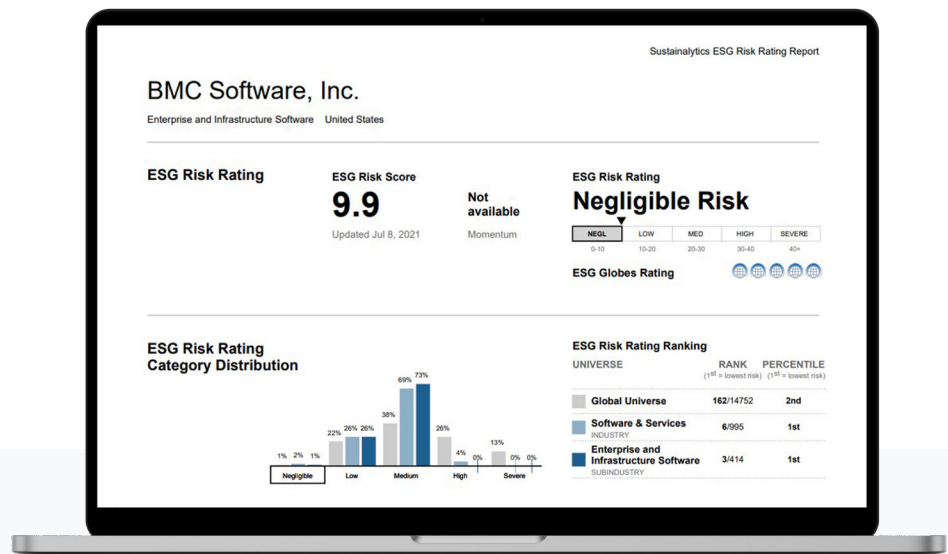 Sustainalytics ESG Risk Rating Report
BMC Software, Inc.
Enterprise and Infrastructure Software United States
ESG Risk Rating
ESG Risk Score
9.9
Updated Jul 8, 2021
Not
available
Momentum
ESG Risk Rating
Negligible Risk
NEGL LOW MED HIGH SEVERE
0-10 10-20 20-30 30-40 40+
ESG Globes Rating
ESG Risk Rating
Category Distribution
1% 2% 1% 22% 26% 26% 38% 69% 73% 26% 4% 0% 13% 0% 0%
Negligible Low Medium High Severe
ESG Risk Rating Ranking
UNIVERSE RANK PERCENTILE
(1st = lowest risk) (1st = lowest risk)
Global Universe 162/14752 2nd
Software & Services 6/995 1st
INDUSTRY
Enterprise and
Infrastructure Software 3/414 1st
SUBINDUSTRY